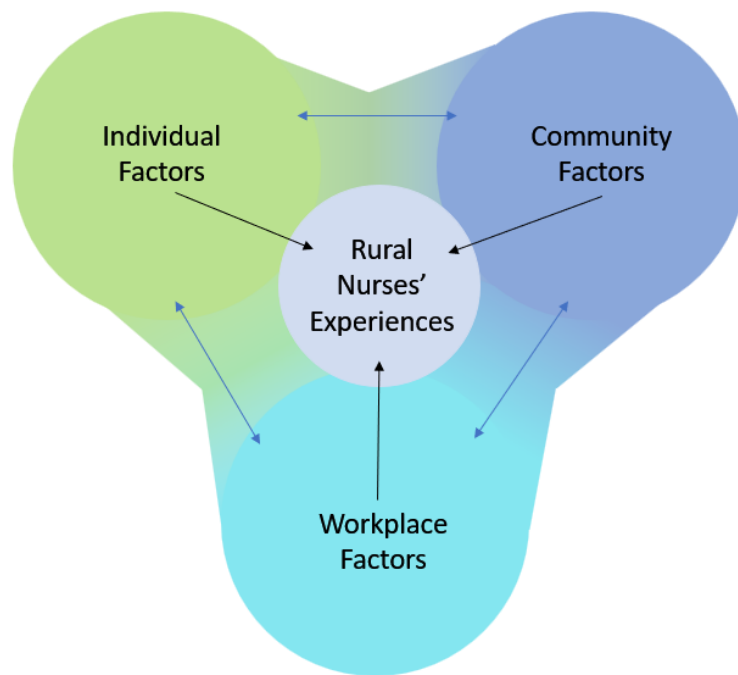 Individual
Factors
Community
Factors
Rural
Nurses’
Experiences
Workplace
Factors